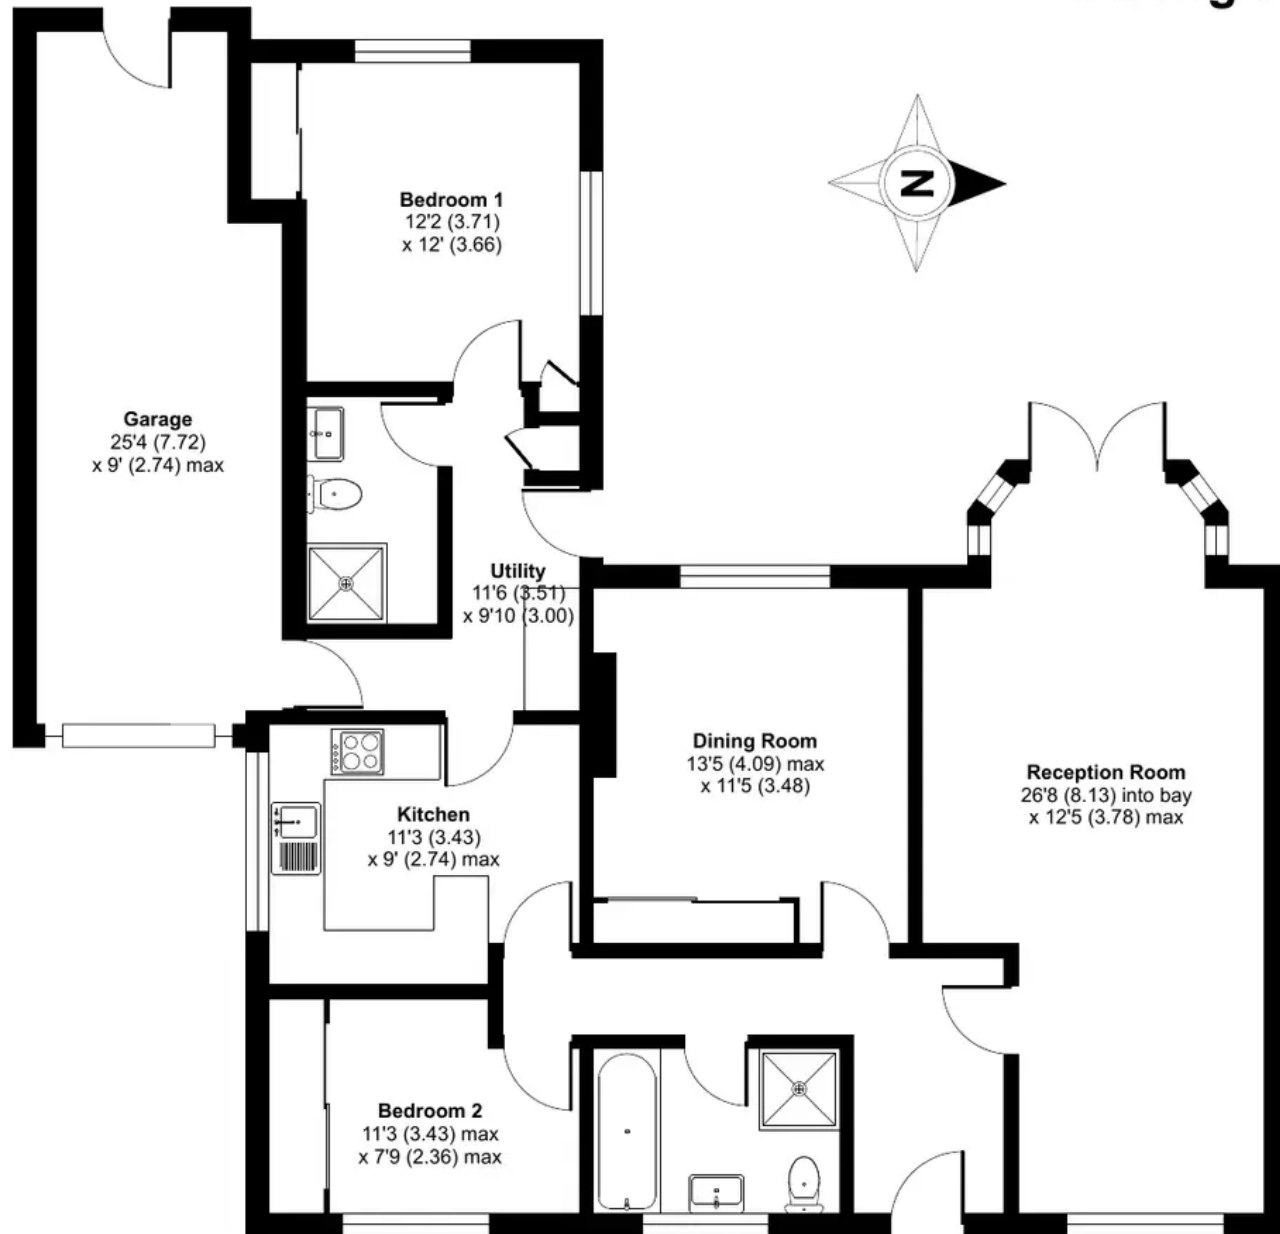 Bedroom 1
12'2 (3.71)
x 12' (3.66)
N
Garage
25'4 (7.72)
x 9' (2.74) max
Utility
11'6 (3.51)
x 9'10 (3.00)
Dining Room
13'5 (4.09) max
x 11'5 (3.48)
Reception Room
26'8 (8.13) into bay
x 12'5 (3.78) max
Kitchen
11'3 (3.43)
x 9' (2.74) max
Bedroom 2
11'3 (3.43) max
x 7'9 (2.36) max